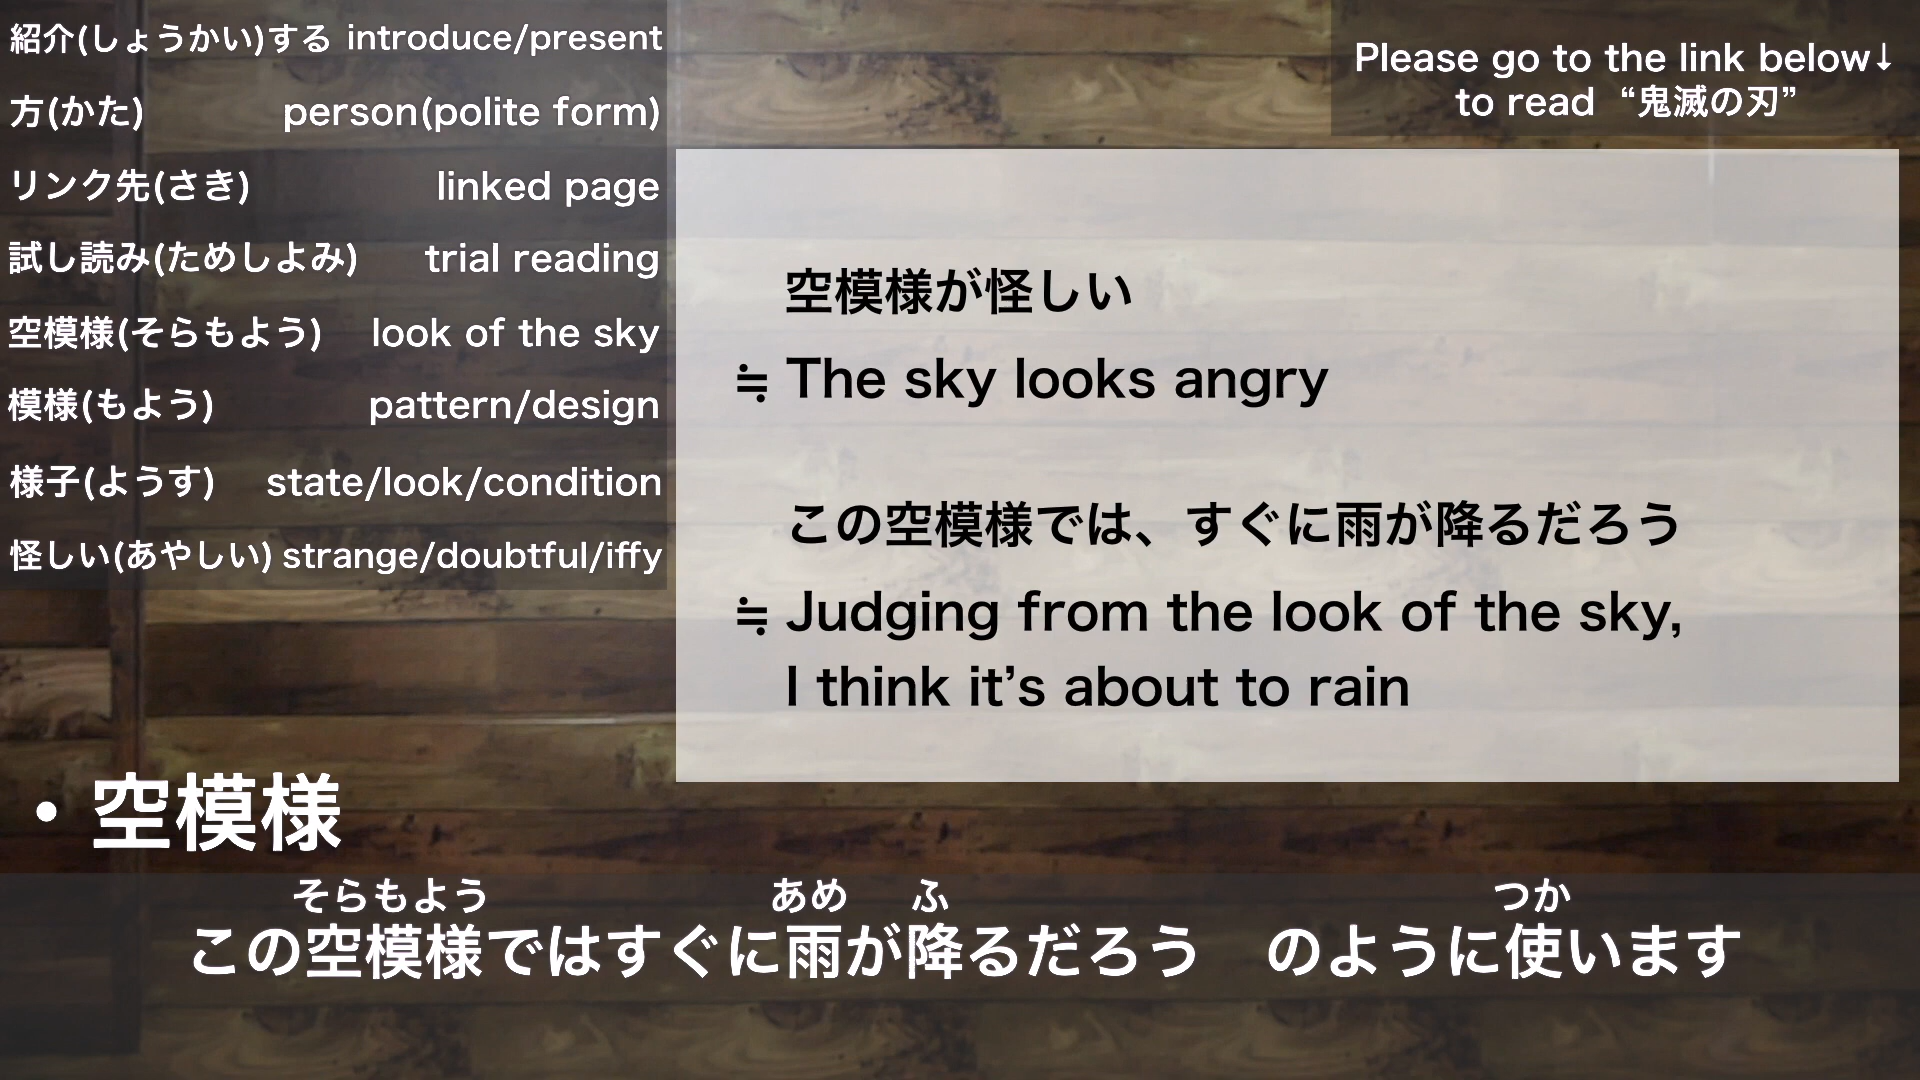 紹介(しょうかい)する introduce/present
方(かた) person(polite form)
リンク先(さき) linked page
試し読み(ためしよみ) trial reading
空模様(そらもよう) look of the sky
模様(もよう) pattern/design
様子(ようす) state/look/condition
怪しい(あやしい) strange/doubtful/iffy
Please go to the link below↓
to read “鬼滅の刃”
空模様が怪しい
≒ The sky looks angry
この空模様では、すぐに雨が降るだろう
≒ Judging from the look of the sky,
I think it’s about to rain
・空模様
そらもよう あめ ふ つか
この空模様ではすぐに雨が降るだろう のように使います